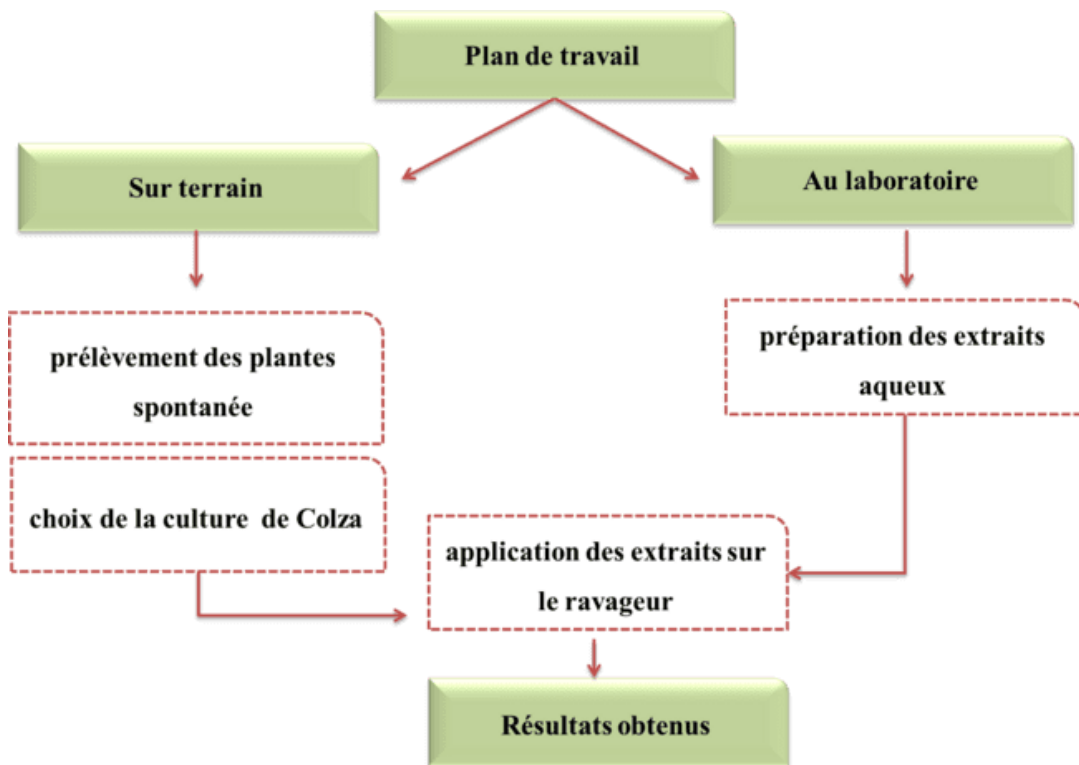 Plan de travail
Sur terrain
Au laboratoire
prélèvement des plantes
spontanée
préparation des extraits
aqueux
choix de la culture de Colza
application des extraits sur
le ravageur
Résultats obtenus